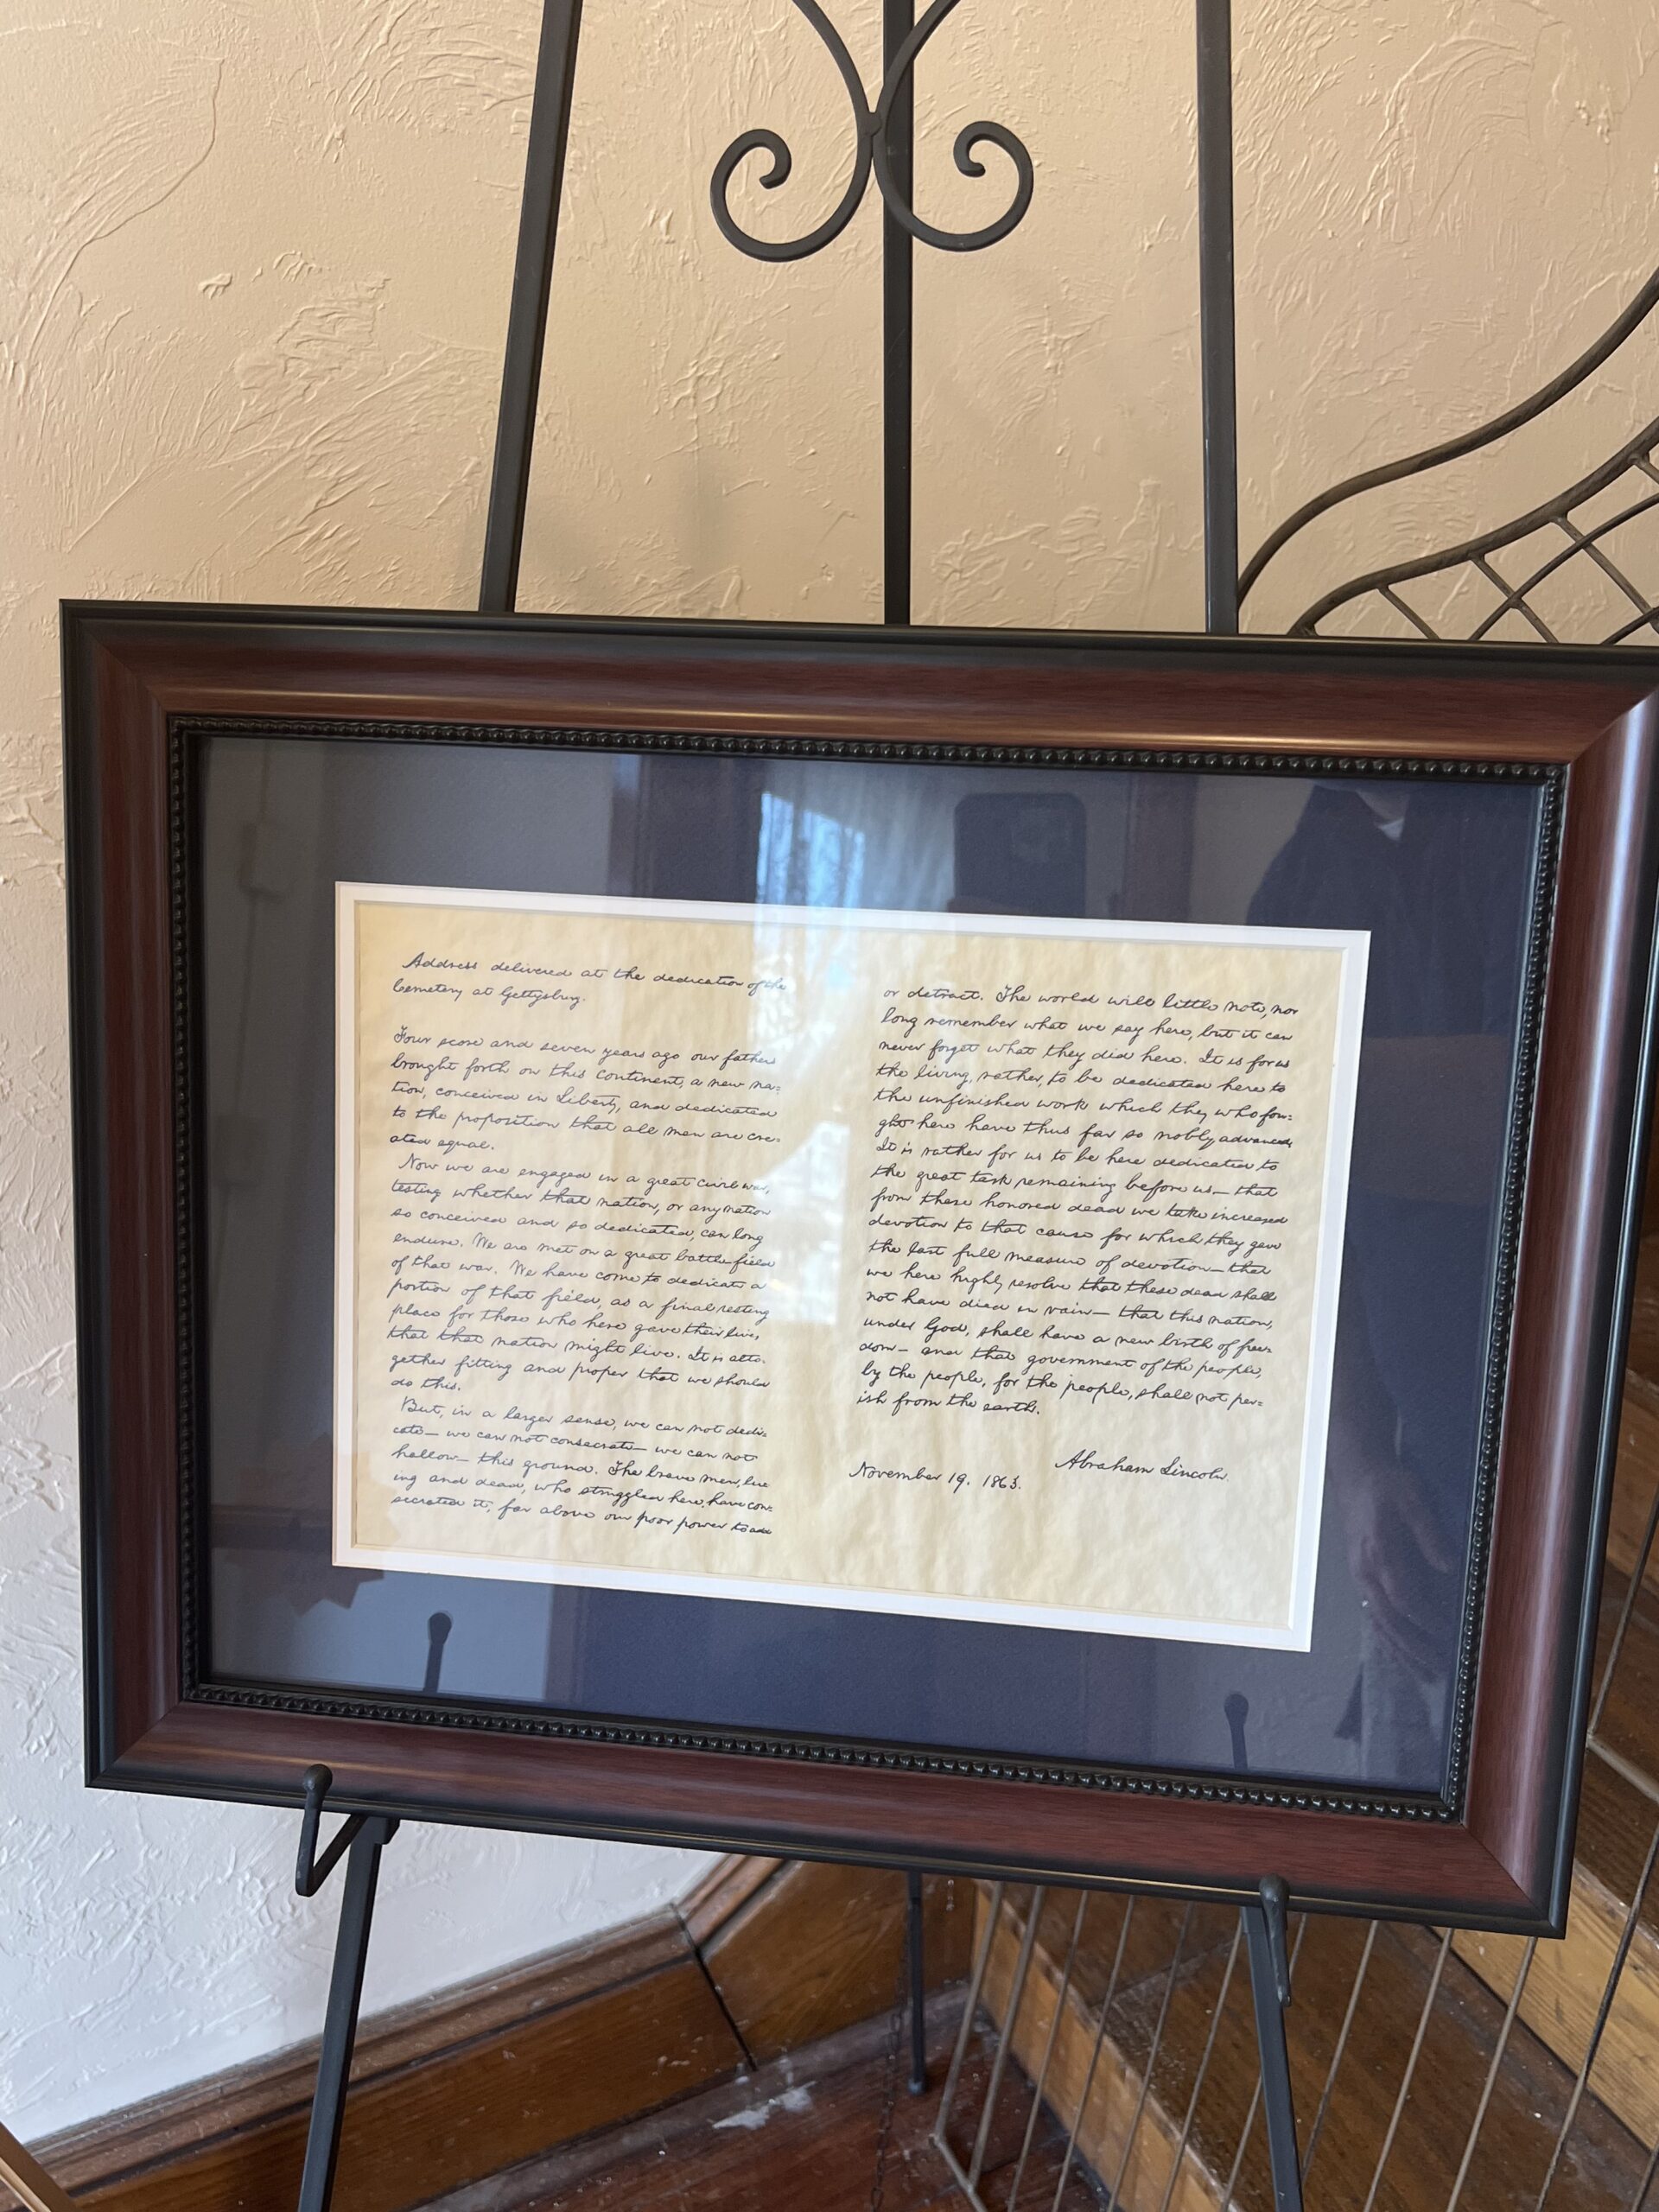 Address delivered at the dedication of the
Cemetery at Gettysburg.
Four score and seven years ago our fathers
brought forth on this continent, a new na=
tion, conceived in Liberty, and dedicated
to the proposition that all men are cre=
ated equal.
Now we are engaged in a great civil war,
testing whether that nation, or any nation
so conceived and so dedicated, can long
endure. We are met on a great battle field
of that war. We have come to dedicate a
portion of that field, as a final resting
place for those who here gave their lives
that that nation might live. It is alto=
gether fitting and proper that we should
do this.
But, in a larger sense, we can not dedi=
cate— we can not consecrate— we can not
hallow— this ground. The brave men, liv=
ing and dead, who struggled here, have con=
secrated it, far above our poor power to add
or detract. The world will little note, nor
long remember what we say here, but it can
never forget what they did here. It is for us
the living, rather, to be dedicated here to
the unfinished work which they who fou=
ght here have thus far so nobly advanced.
It is rather for us to be here dedicated to
the great task remaining before us— that
from these honored dead we take increased
devotion to that cause for which they gave
the last full measure of devotion— that
we here highly resolve that these dead shall
not have died in vain— that this nation,
under God, shall have a new birth of free=
dom— and that government of the people,
by the people, for the people, shall not per=
ish from the earth.
Abraham Lincoln.
November 19. 1863.